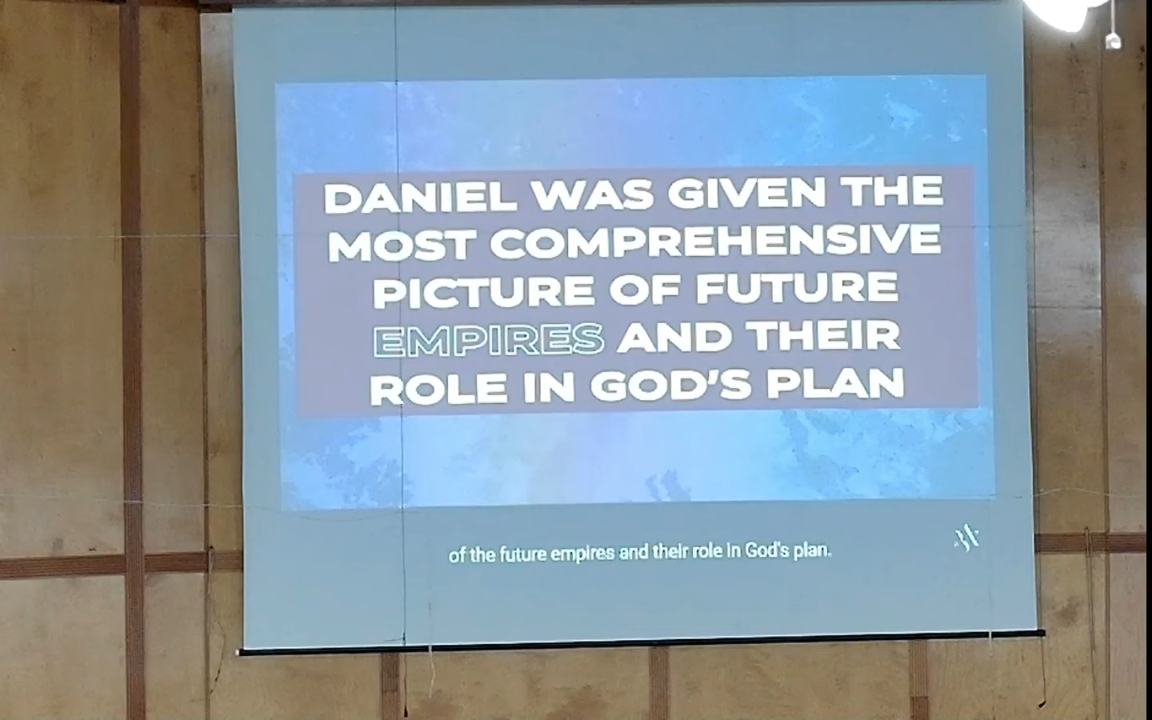 DANIEL WAS GIVEN THE
MOST COMPREHENSIVE
PICTURE OF FUTURE
EMPIRES AND THEIR
ROLE IN GOD'S PLAN
of the future empires and their role in God's plan.